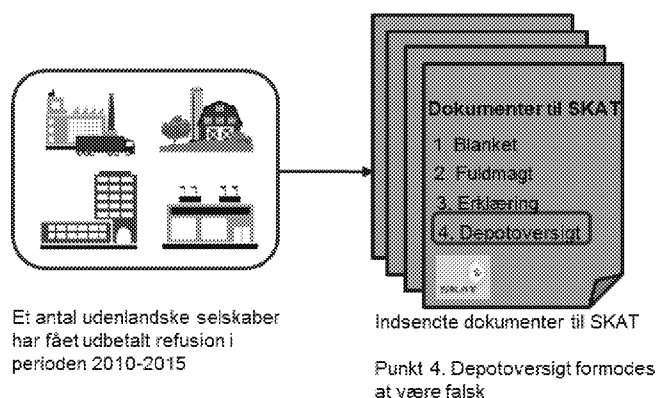 Dokumenter til SKAT
1. Blanket
2. Fuldmagt
3. Erklæring
4. Depotoversigt
SKAT
Et antal udenlandske selskaber
har fået udbetalt refusion i
perioden 2010-2015
Indsendte dokumenter til SKAT
Punkt 4. Depotoversigt formodes
at være falsk